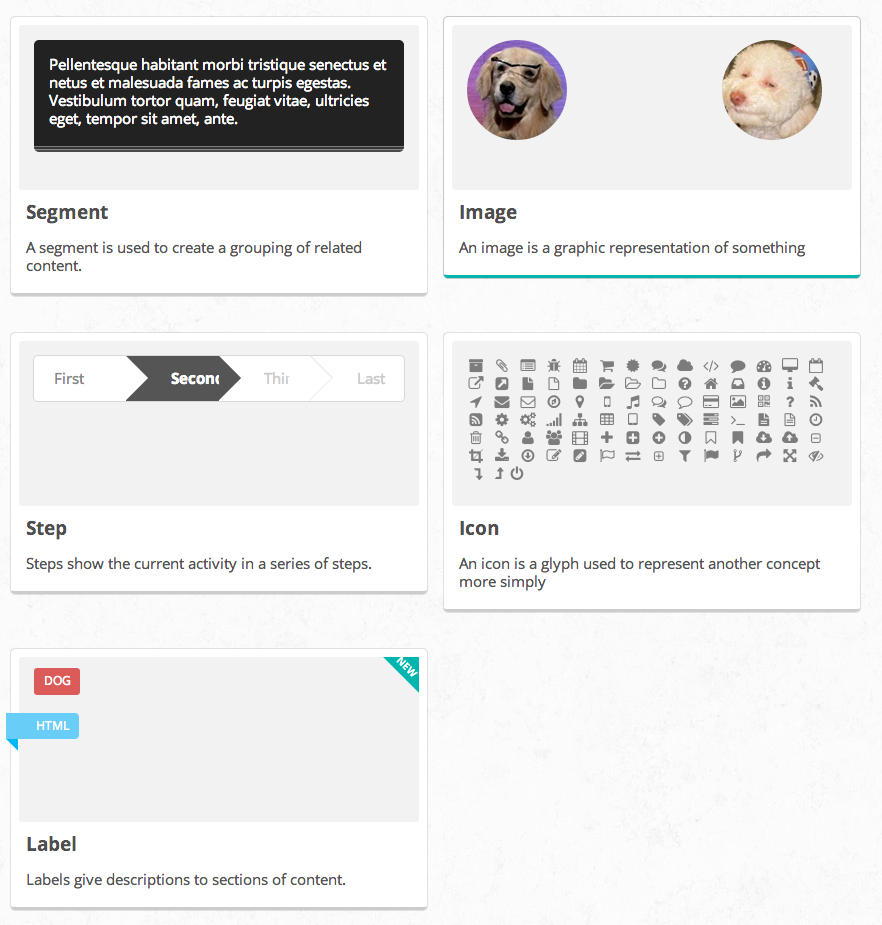 Pellentesque habitant morbi tristique senectus et
netus et malesuada fames ac turpis egestas.
Vestibulum tortor quam, feugiat vitae, ultricies
eget, tempor sit amet, ante.
Segment
A segment is used to create a grouping of related
content.
Image
An image is a graphic representation of something
First
Second
Thir
Last
Step
Steps show the current activity in a series of steps.
Icon
An icon is a glyph used to represent another concept
more simply
NEW
DOG
HTML
Label
Labels give descriptions to sections of content.